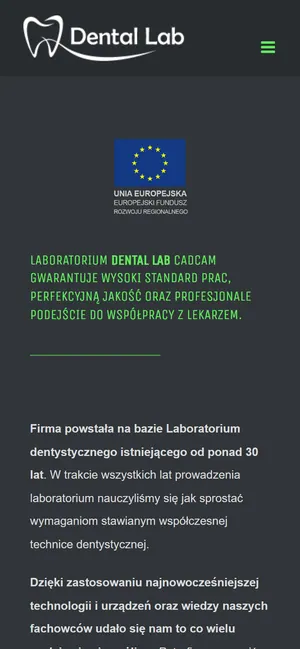 Dental Lab
UNIA EUROPEJSKA
EUROPEJSKI FUNDUSZ
ROZWOJU REGIONALNEGO
LABORATORIUM DENTAL LAB CADCAM
GWARANTUJE WYSOKI STANDARD PRAC,
PERFEKCYJNĄ JAKOŚĆ ORAZ PROFESJONALE
PODEJŚCIE DO WSPÓŁPRACY Z LEKARZEM.
Firma powstała na bazie Laboratorium
dentystycznego istniejącego od ponad 30
lat. W trakcie wszystkich lat prowadzenia
laboratorium nauczyliśmy się jak sprostać
wymaganiom stawianym współczesnej
technice dentystycznej.
Dzięki zastosowaniu najnowocześniejszej
technologii i urządzeń oraz wiedzy naszych
fachowców udało się nam to co wielu